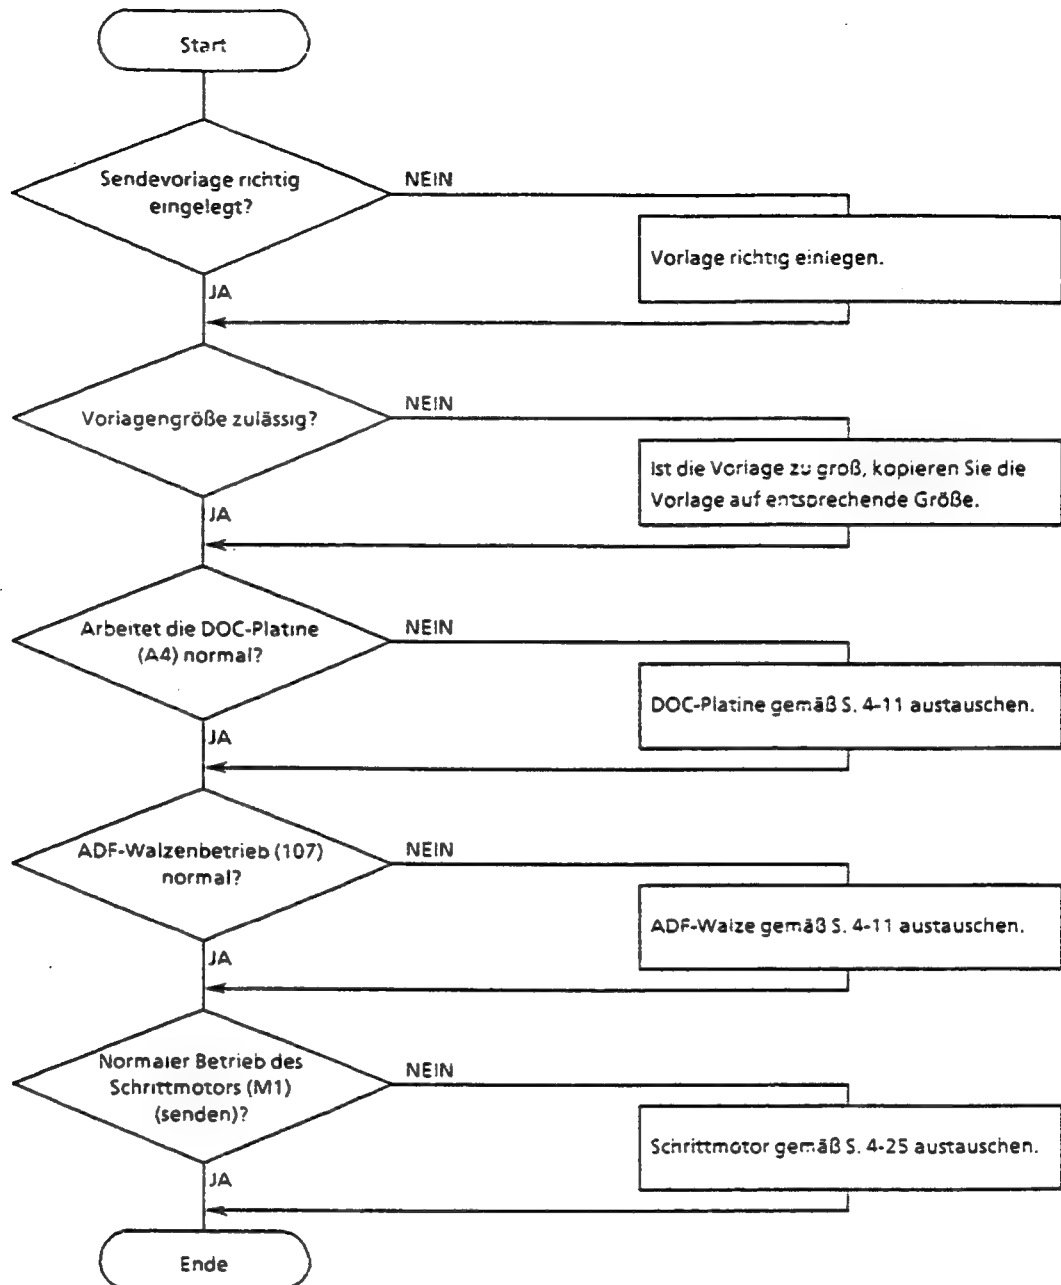 Start
Sendevorlage richtig
eingelegt?
NEIN
Vorlage richtig einlegen.
JA
Vorlagengröße zulässig?
NEIN
Ist die Vorlage zu groß, kopieren Sie die
Vorlage auf entsprechende Größe.
JA
Arbeitet die DOC-Platine
(A4) normal?
NEIN
DOC-Platine gemäß S. 4-11 austauschen.
JA
ADF-Walzenbetrieb (107)
normal?
NEIN
ADF-Walze gemäß S. 4-11 austauschen.
JA
Normaler Betrieb des
Schrittmotors (M1)
(senden)?
NEIN
Schrittmotor gemäß S. 4-25 austauschen.
JA
Ende